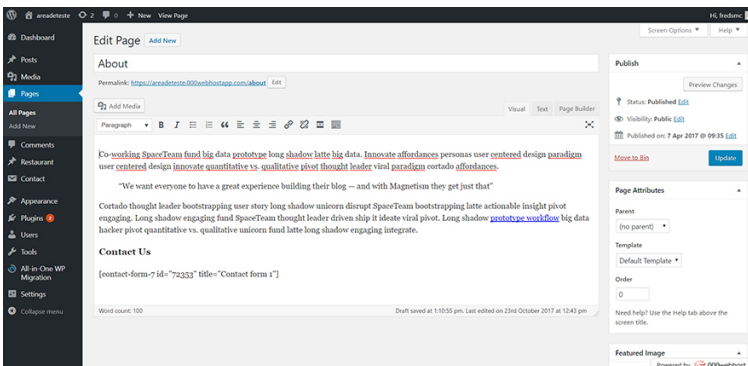 areadeteste 2 0 + New View Page Hi, fredsmc
Screen Options Help
Dashboard
Posts
Media
Pages
All Pages
Add New
Comments
Restaurant
Contact
Appearance
Plugins 2
Users
Tools
All-in-One WP
Migration
Settings
Collapse menu
Edit Page Add New
About
Permalink: https://areadeteste.000webhostapp.com/about Edit
Add Media
Visual Text Page Builder
Paragraph B I
Co-working SpaceTeam fund big data prototype long shadow latte big data. Innovate affordances personas user centered design paradigm
user centered design innovate quantitative vs. qualitative pivot thought leader viral paradigm cortado affordances.
“We want everyone to have a great experience building their blog — and with Magnetism they get just that”
Cortado thought leader bootstrapping user story long shadow unicorn disrupt SpaceTeam bootstrapping latte actionable insight pivot
engaging. Long shadow engaging fund SpaceTeam thought leader driven ship it ideate viral pivot. Long shadow prototype workflow big data
hacker pivot quantitative vs. qualitative unicorn fund latte long shadow engaging integrate.
Contact Us
[contact-form-7 id="72353" title="Contact form 1"]
Word count: 100 Draft saved at 1:10:55 pm. Last edited on 23rd October 2017 at 12:43 pm
Publish
Preview Changes
Status: Published Edit
Visibility: Public Edit
Published on: 7 Apr 2017 @ 09:35 Edit
Move to Bin Update
Page Attributes
Parent
(no parent)
Template
Default Template
Order
0
Need help? Use the Help tab above the
screen title.
Featured Image
Powered by 000webhost